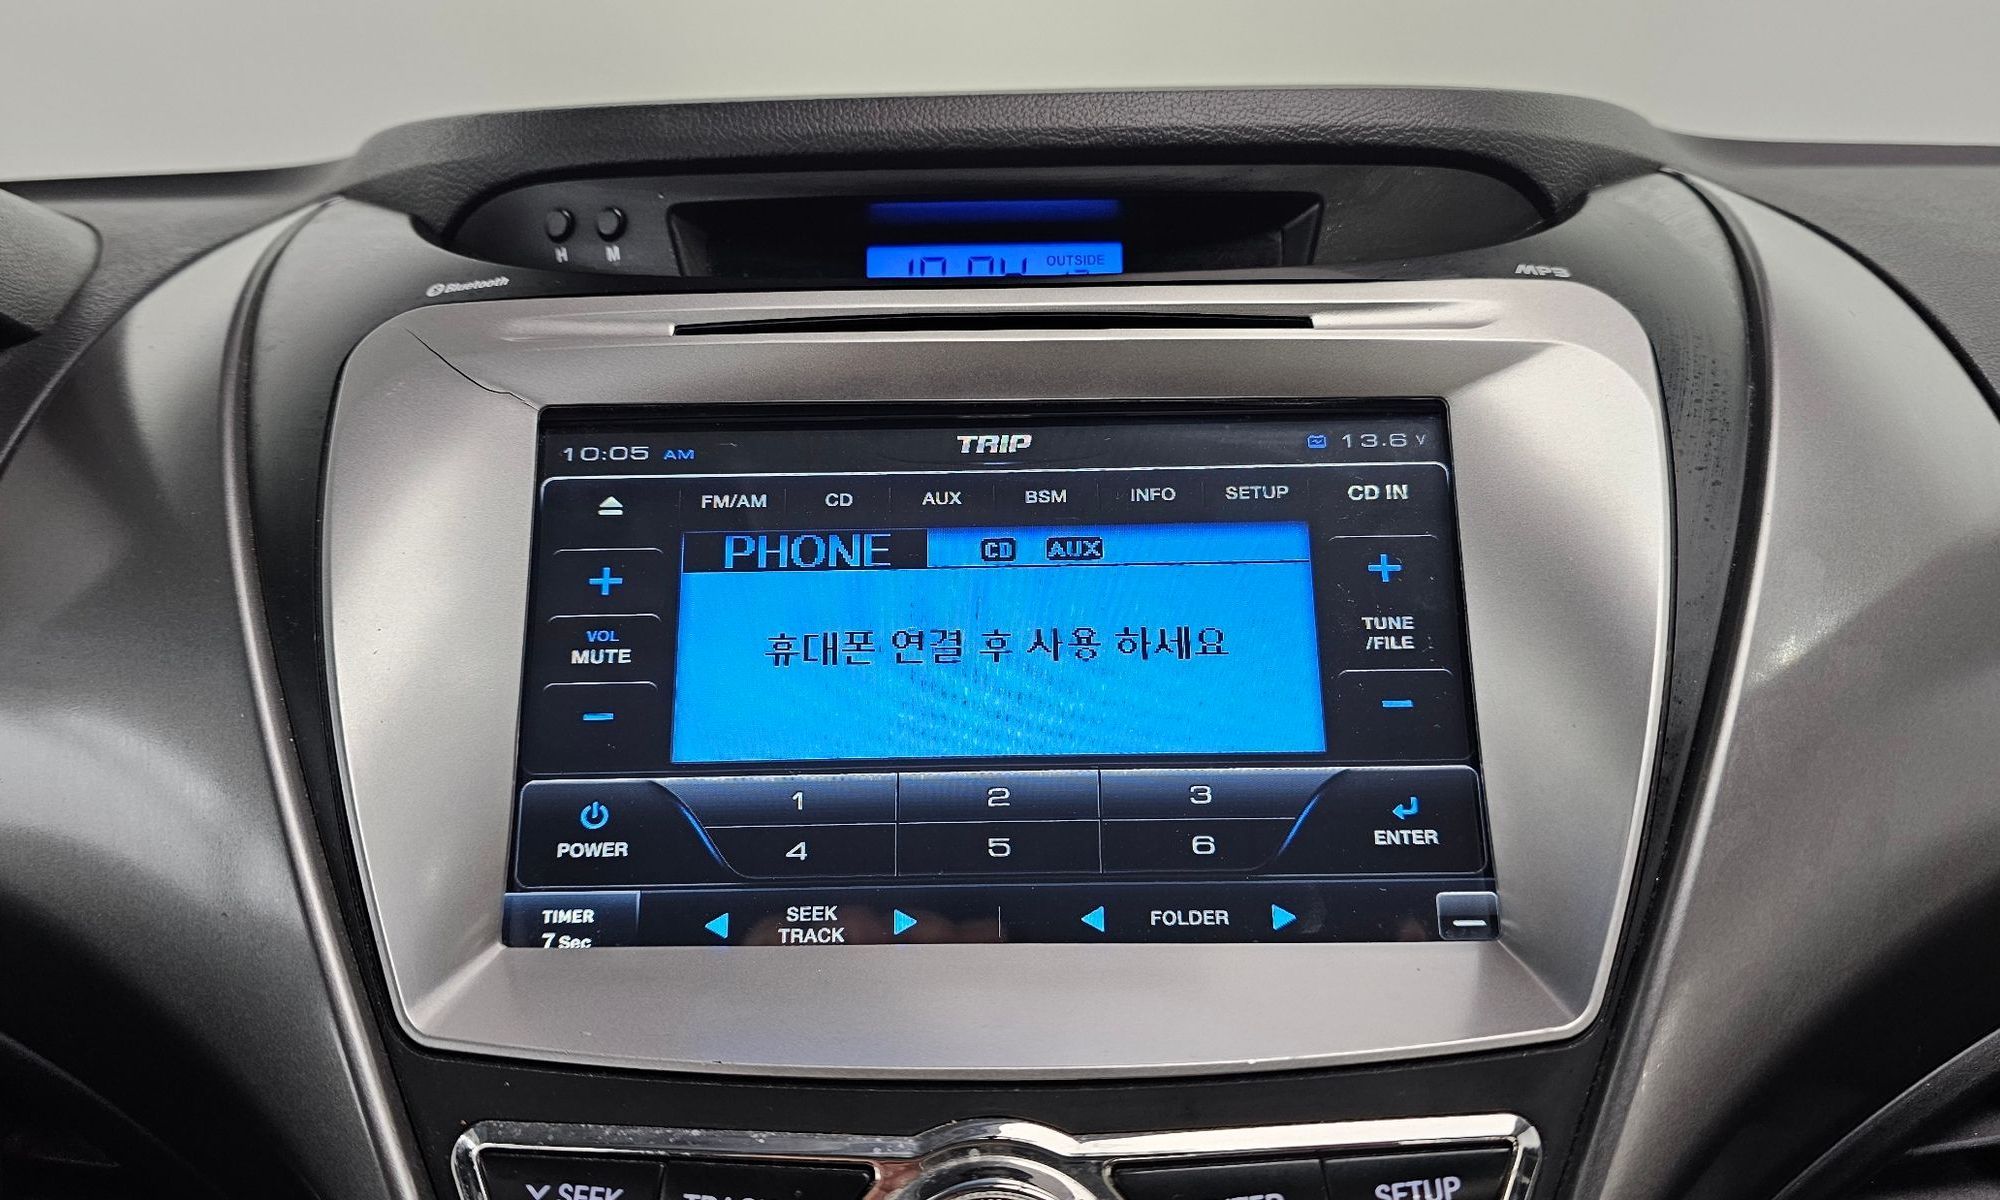 H M
OUTSIDE
Bluetooth
MP3
10:05 AM
TRIP
13.6 V
FM/AM CD AUX BSM INFO SETUP CD IN
PHONE CD AUX
휴대폰 연결 후 사용 하세요
VOL
MUTE
TUNE
/FILE
1 2 3
POWER
4 5 6
ENTER
TIMER
7 Sec
SEEK
TRACK
FOLDER
SEEK
SETUP